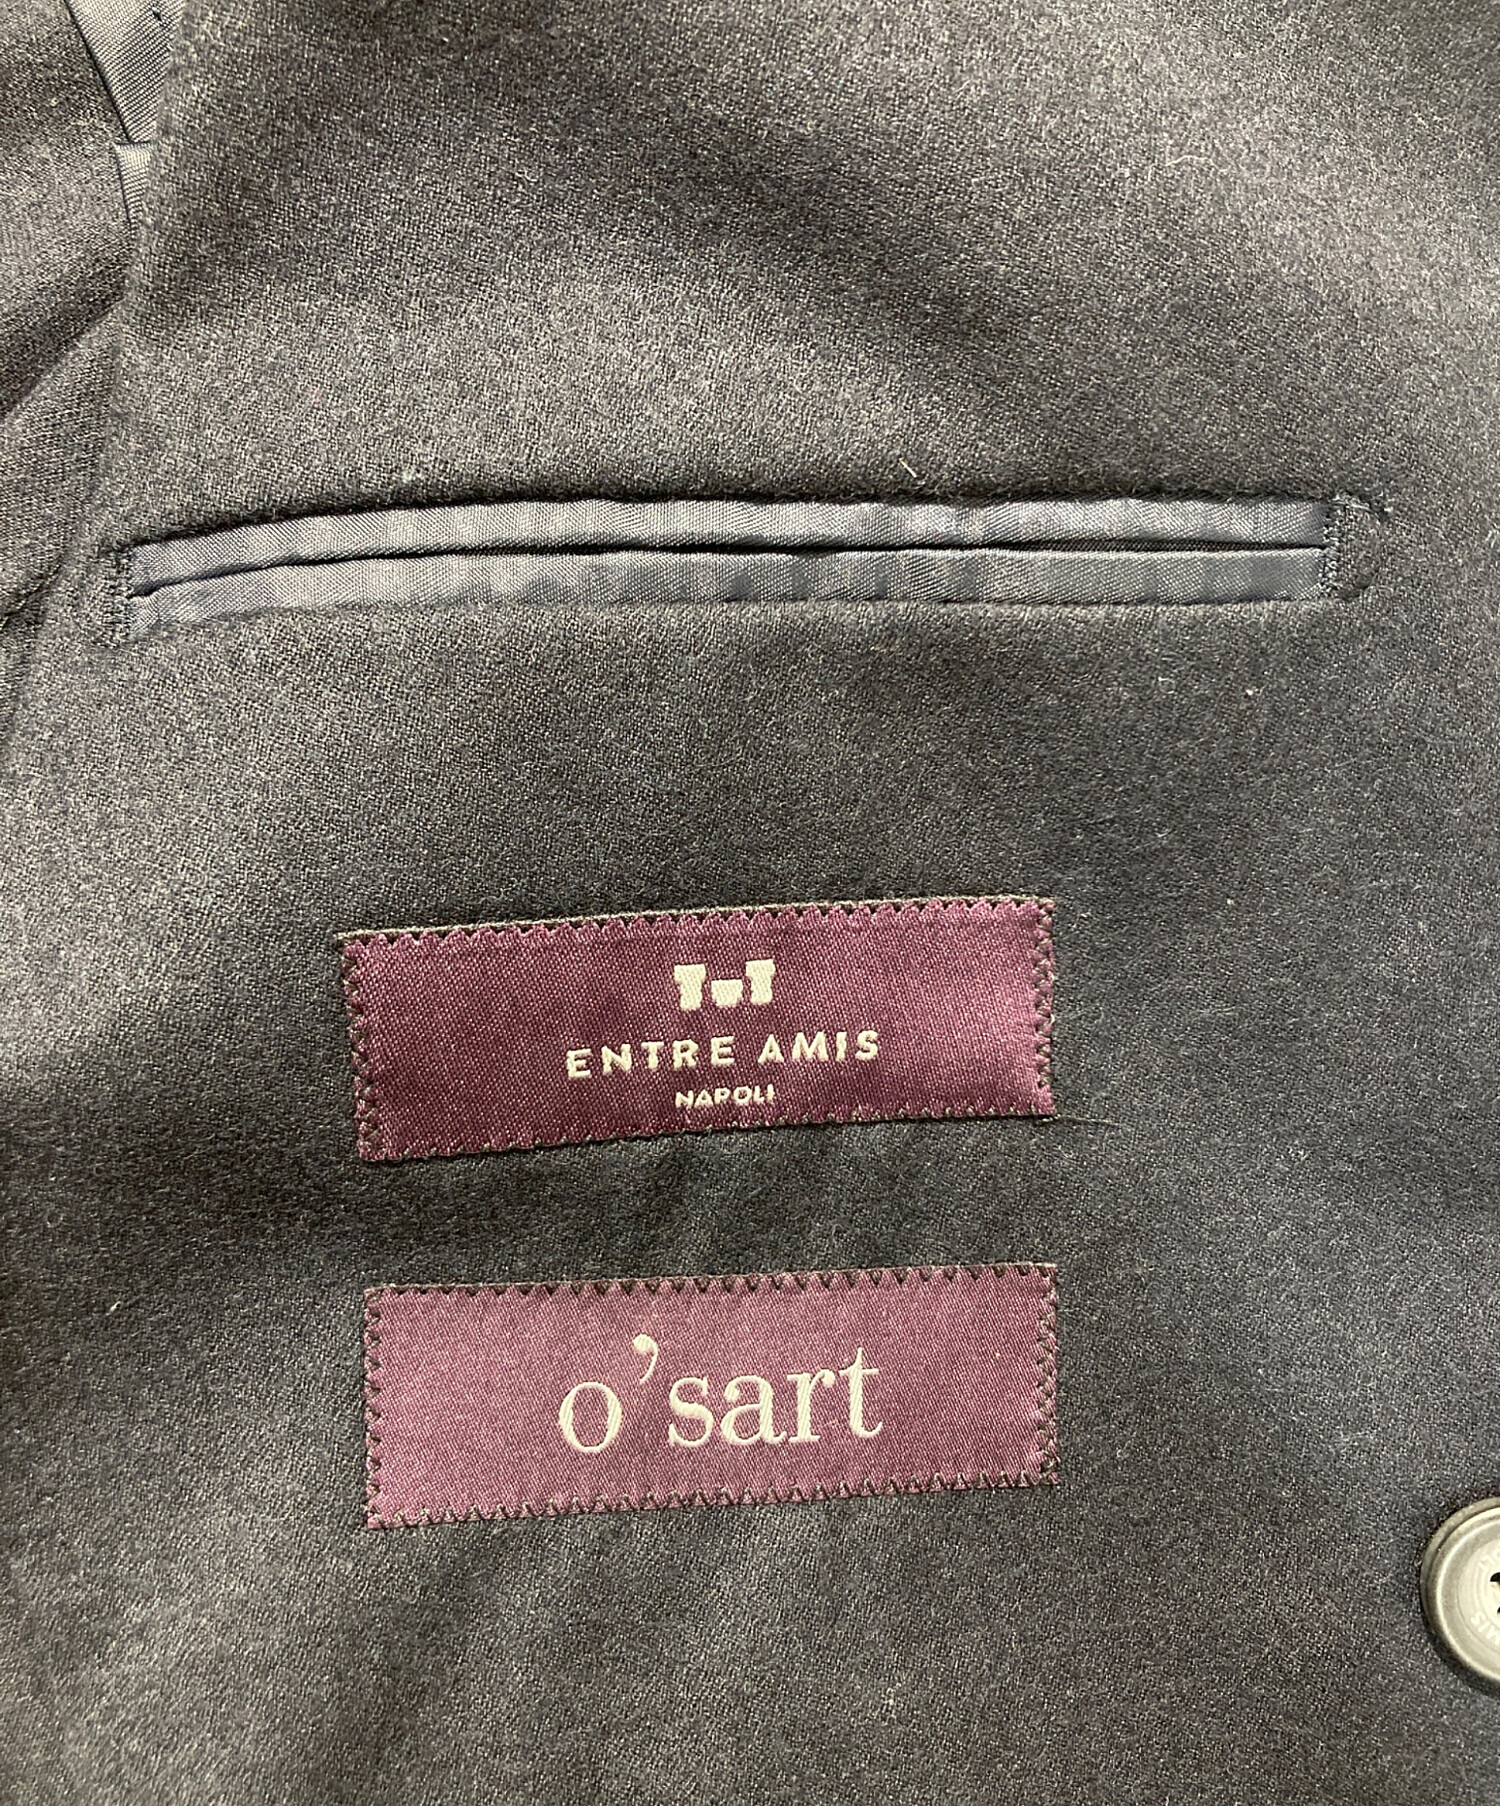 ENTRE AMIS
NAPOLI
o'sart